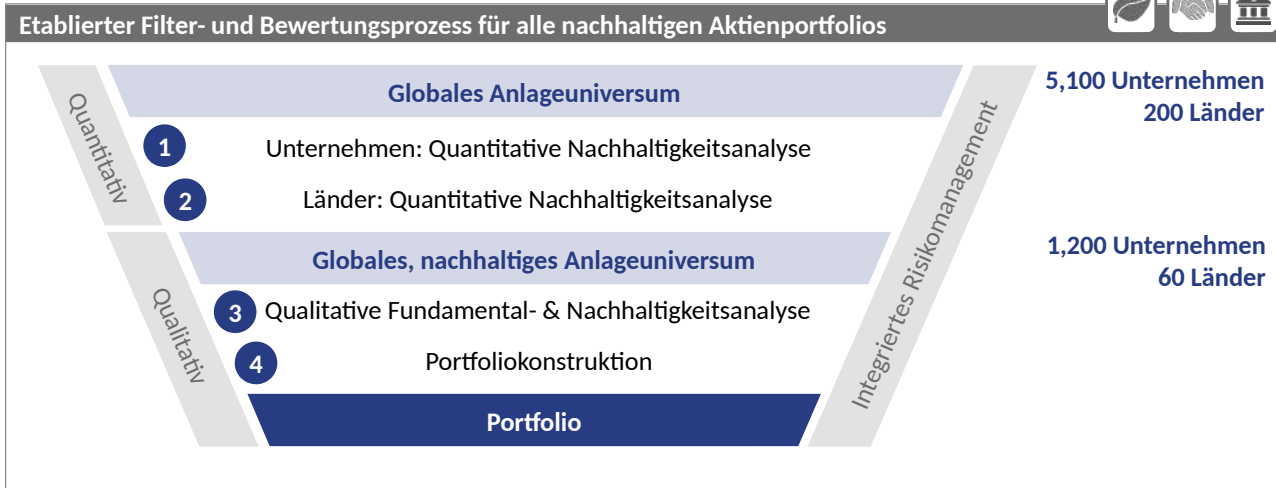 Etablierter Filter- und Bewertungsprozess für alle nachhaltigen Aktienportfolios
Globales Anlageuniversum
5,100 Unternehmen
200 Länder
Quantitativ
1
Unternehmen: Quantitative Nachhaltigkeitsanalyse
2
Länder: Quantitative Nachhaltigkeitsanalyse
Integriertes Risikomanagement
Globales, nachhaltiges Anlageuniversum
1,200 Unternehmen
60 Länder
Qualitativ
3
Qualitative Fundamental- & Nachhaltigkeitsanalyse
4
Portfoliokonstruktion
Portfolio